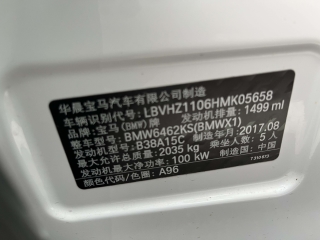 华晟宝马汽车有限公司制造
车辆识别代号: LBVHZ1106HMK05658
品牌: 宝马(BMW)牌 发动机排量: 1499 ml
整车型号: BMW6462KS(BMWX1)
发动机型号: B38A15C 制造年月: 2017.08
最大允许总质量: 2035 kg 乘坐人数: 5人
发动机最大净功率: 100 kW 制造国: 中国
颜色代码/色圈: A96